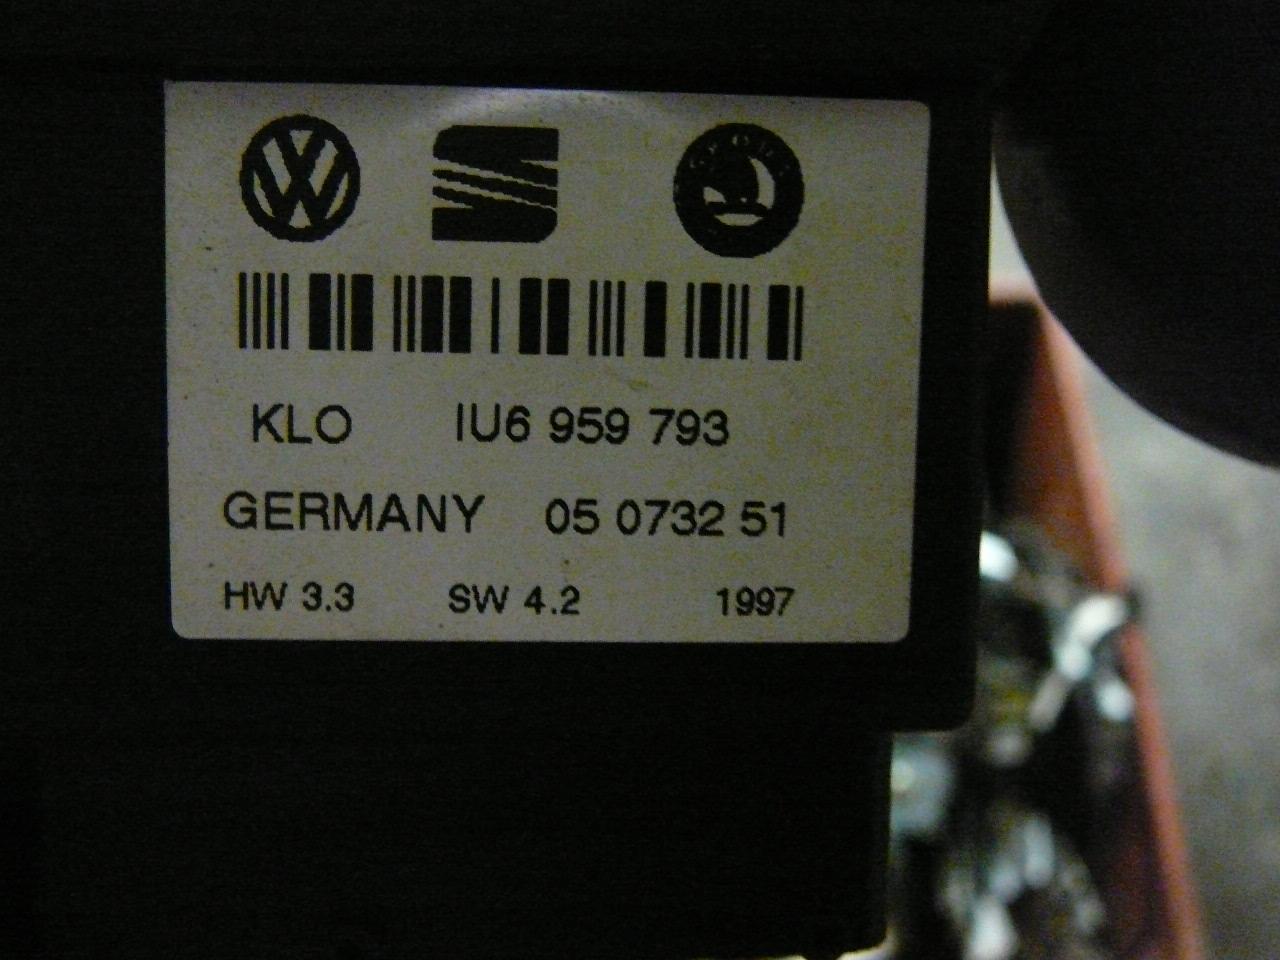 KLO IU6 959 793
GERMANY 05 0732 51
HW 3.3 SW 4.2 1997